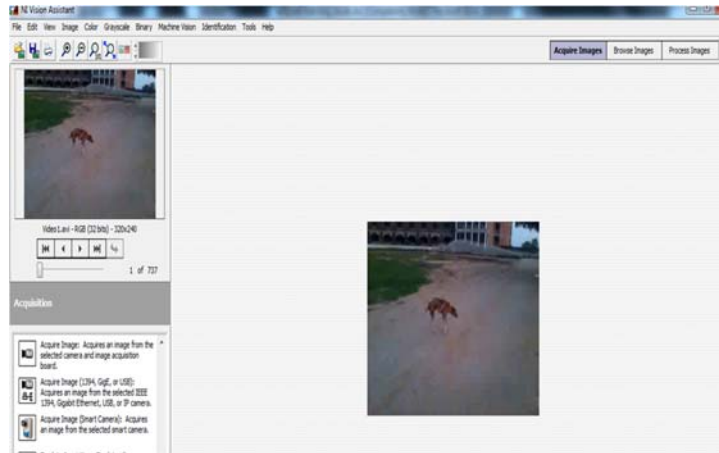 NI Vision Assistant
File Edit View Image Color Grayscale Binary Machine Vision Identification Tools Help
Acquire Images Browse Images Process Images
Video1.avi - RGB (32 bits) - 320x240
1 of 737
Acquisition
Acquire Image: Acquires an image from the
selected camera and image acquisition
board.
Acquire Image (1394, GigE, or USB):
Acquires an image from the selected IEEE
1394, Gigabit Ethernet, USB, or IP camera.
Acquire Image (Smart Camera): Acquires
an image from the selected smart camera.